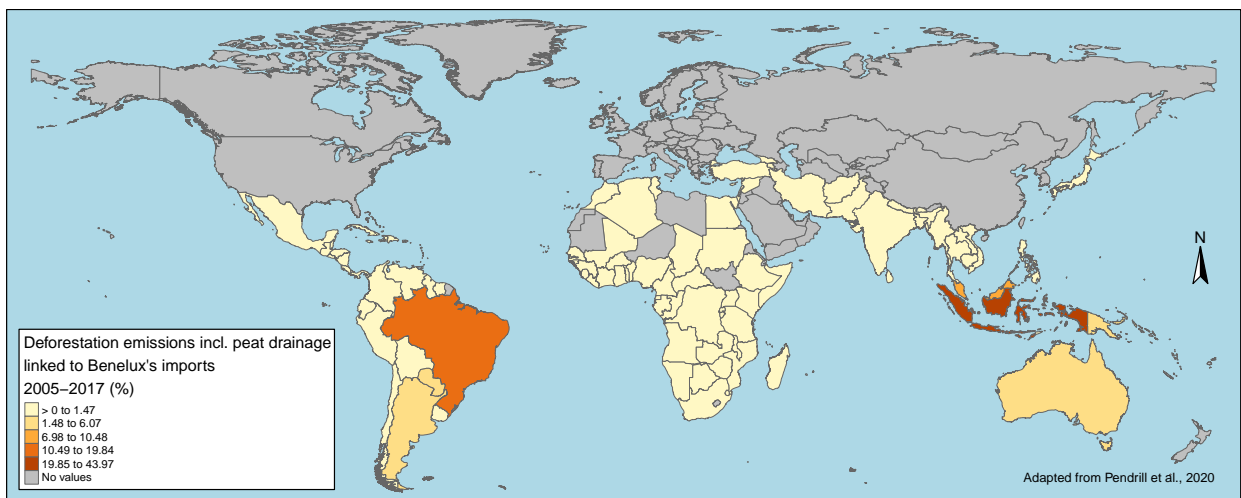 N
Deforestation emissions incl. peat drainage
linked to Benelux's imports
2005−2017 (%)
> 0 to 1.47
1.48 to 6.07
6.98 to 10.48
10.49 to 19.84
19.85 to 43.97
No values
Adapted from Pendrill et al., 2020